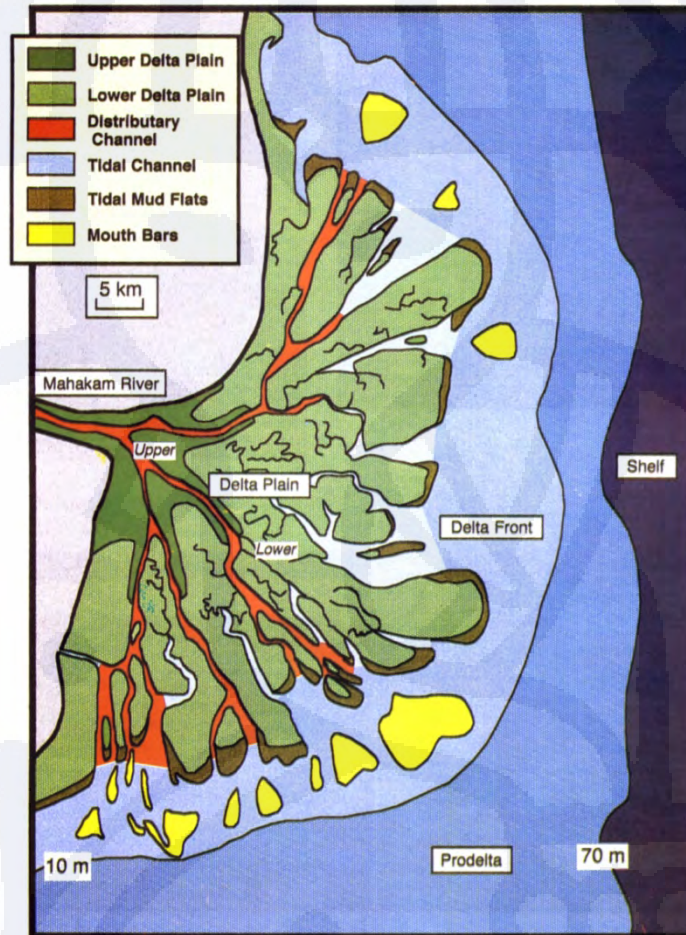 Upper Delta Plain
Lower Delta Plain
Distributary
Channel
Tidal Channel
Tidal Mud Flats
Mouth Bars
5 km
Mahakam River
Upper
Delta Plain
Shelf
Lower
Delta Front
10 m
Prodelta
70 m